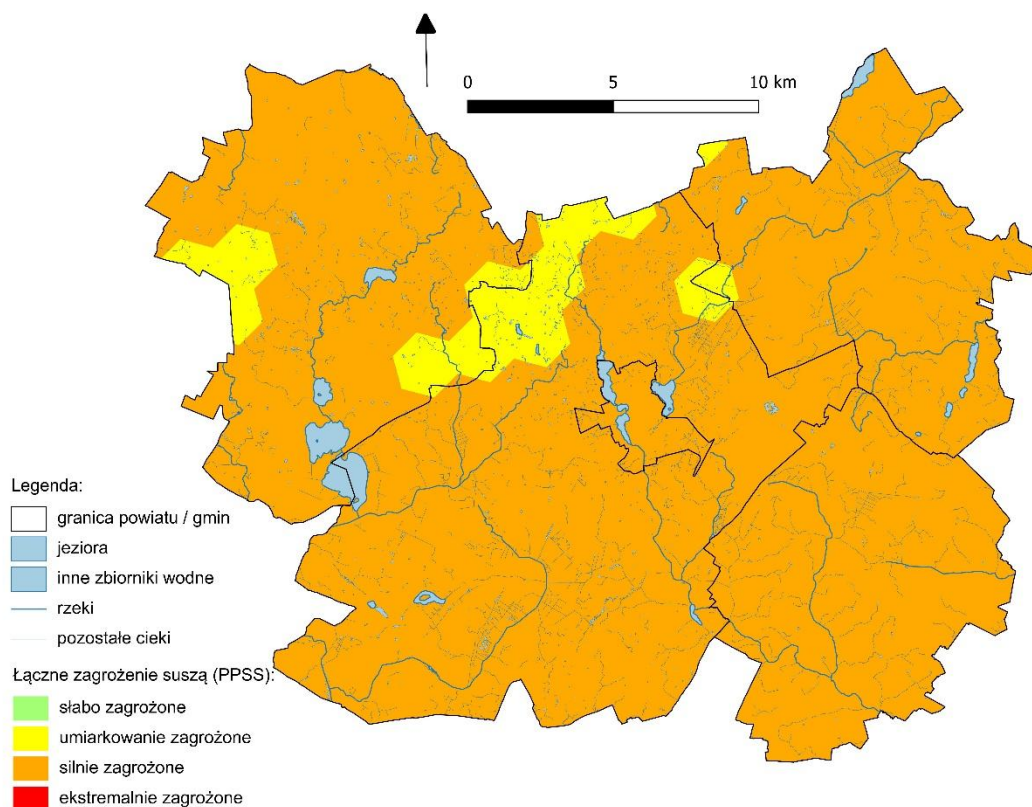 0 5 10 km
Legenda:
granica powiatu / gmin
jeziora
inne zbiorniki wodne
rzeki
pozostałe cieki
Łączne zagrożenie suszą (PPSS):
słabo zagrożone
umiarkowanie zagrożone
silnie zagrożone
ekstremalnie zagrożone